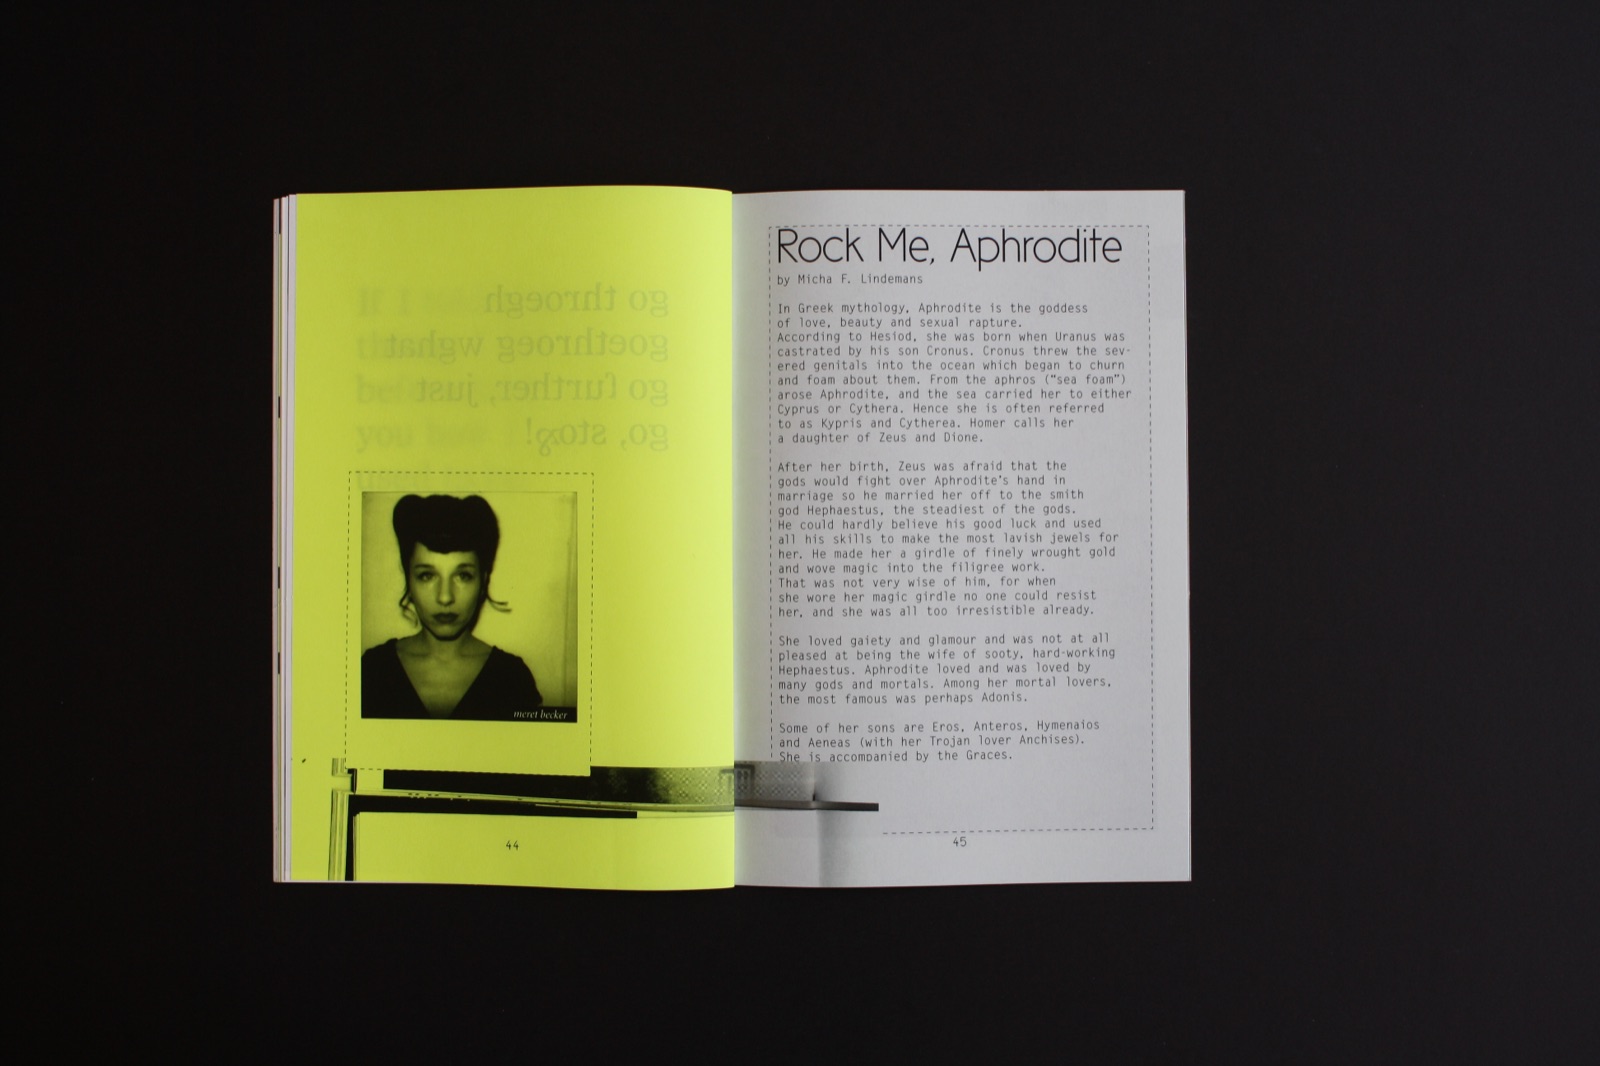 go throegh
goethroeg wghat
go further, just
go, stop!
meret becker
44
Rock Me, Aphrodite
by Micha F. Lindemans
In Greek mythology, Aphrodite is the goddess
of love, beauty and sexual rapture.
According to Hesiod, she was born when Uranus was
castrated by his son Cronus. Cronus threw the sev-
ered genitals into the ocean which began to churn
and foam about them. From the aphros ("sea foam")
arose Aphrodite, and the sea carried her to either
Cyprus or Cythera. Hence she is often referred
to as Kypris and Cytherea. Homer calls her
a daughter of Zeus and Dione.
After her birth, Zeus was afraid that the
gods would fight over Aphrodite's hand in
marriage so he married her off to the smith
god Hephaestus, the steadiest of the gods.
He could hardly believe his good luck and used
all his skills to make the most lavish jewels for
her. He made her a girdle of finely wrought gold
and wove magic into the filigree work.
That was not very wise of him, for when
she wore her magic girdle no one could resist
her, and she was all too irresistible already.
She loved gaiety and glamour and was not at all
pleased at being the wife of sooty, hard-working
Hephaestus. Aphrodite loved and was loved by
many gods and mortals. Among her mortal lovers,
the most famous was perhaps Adonis.
Some of her sons are Eros, Anteros, Hymenaios
and Aeneas (with her Trojan lover Anchises).
She is accompanied by the Graces.
45